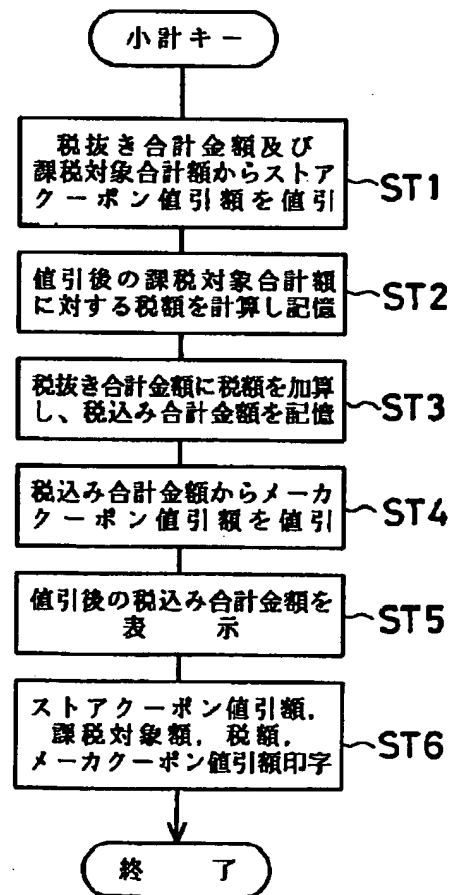 小計キー
税抜き合計金額及び
課税対象合計額からストア
クーポン値引額を値引
ST1
値引後の課税対象合計額
に対する税額を計算し記憶
ST2
税抜き合計金額に税額を加算
し、税込み合計金額を記憶
ST3
税込み合計金額からメーカ
クーポン値引額を値引
ST4
値引後の税込み合計金額を
表示
ST5
ストアクーポン値引額,
課税対象額, 税額,
メーカクーポン値引額印字
ST6
終了